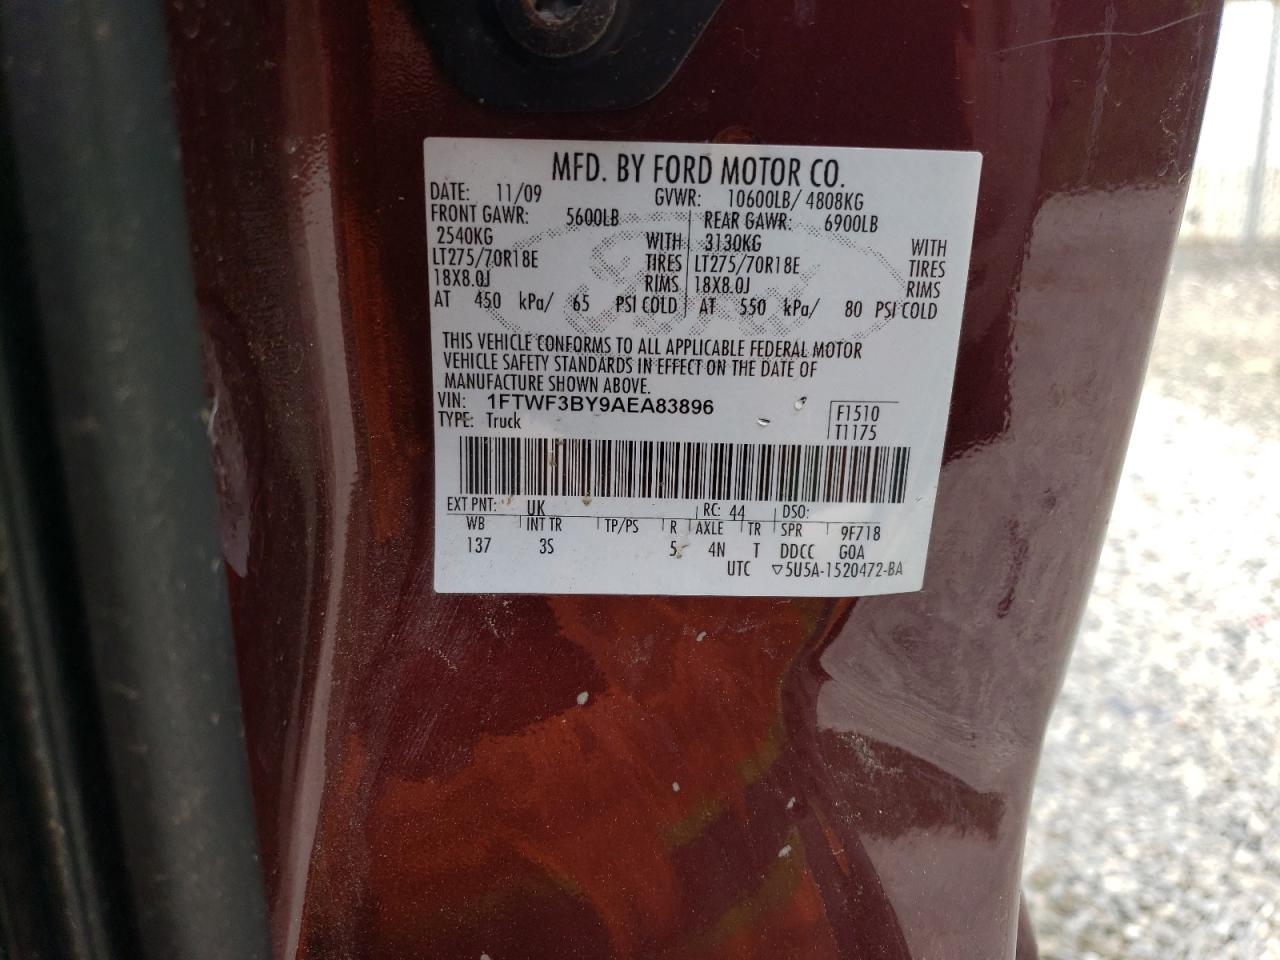 MFD. BY FORD MOTOR CO.
DATE: 11/09 GVWR: 10600LB/ 4808KG
FRONT GAWR: 5600LB REAR GAWR: 6900LB
2540KG WITH 3130KG WITH
LT275/70R18E TIRES LT275/70R18E TIRES
18X8.0J RIMS 18X8.0J RIMS
AT 450 kPa/ 65 PSI COLD AT 550 kPa/ 80 PSI COLD
THIS VEHICLE CONFORMS TO ALL APPLICABLE FEDERAL MOTOR
VEHICLE SAFETY STANDARDS IN EFFECT ON THE DATE OF
MANUFACTURE SHOWN ABOVE.
VIN: 1FTWF3BY9AEA83896 F1510
TYPE: Truck T1175
EXT PNT: UK RC: 44 DSO:
WB INT TR TP/PS R AXLE TR SPR 9F718
137 3S 5 4N T DDCC GOA
UTC ▽5U5A-1520472-BA